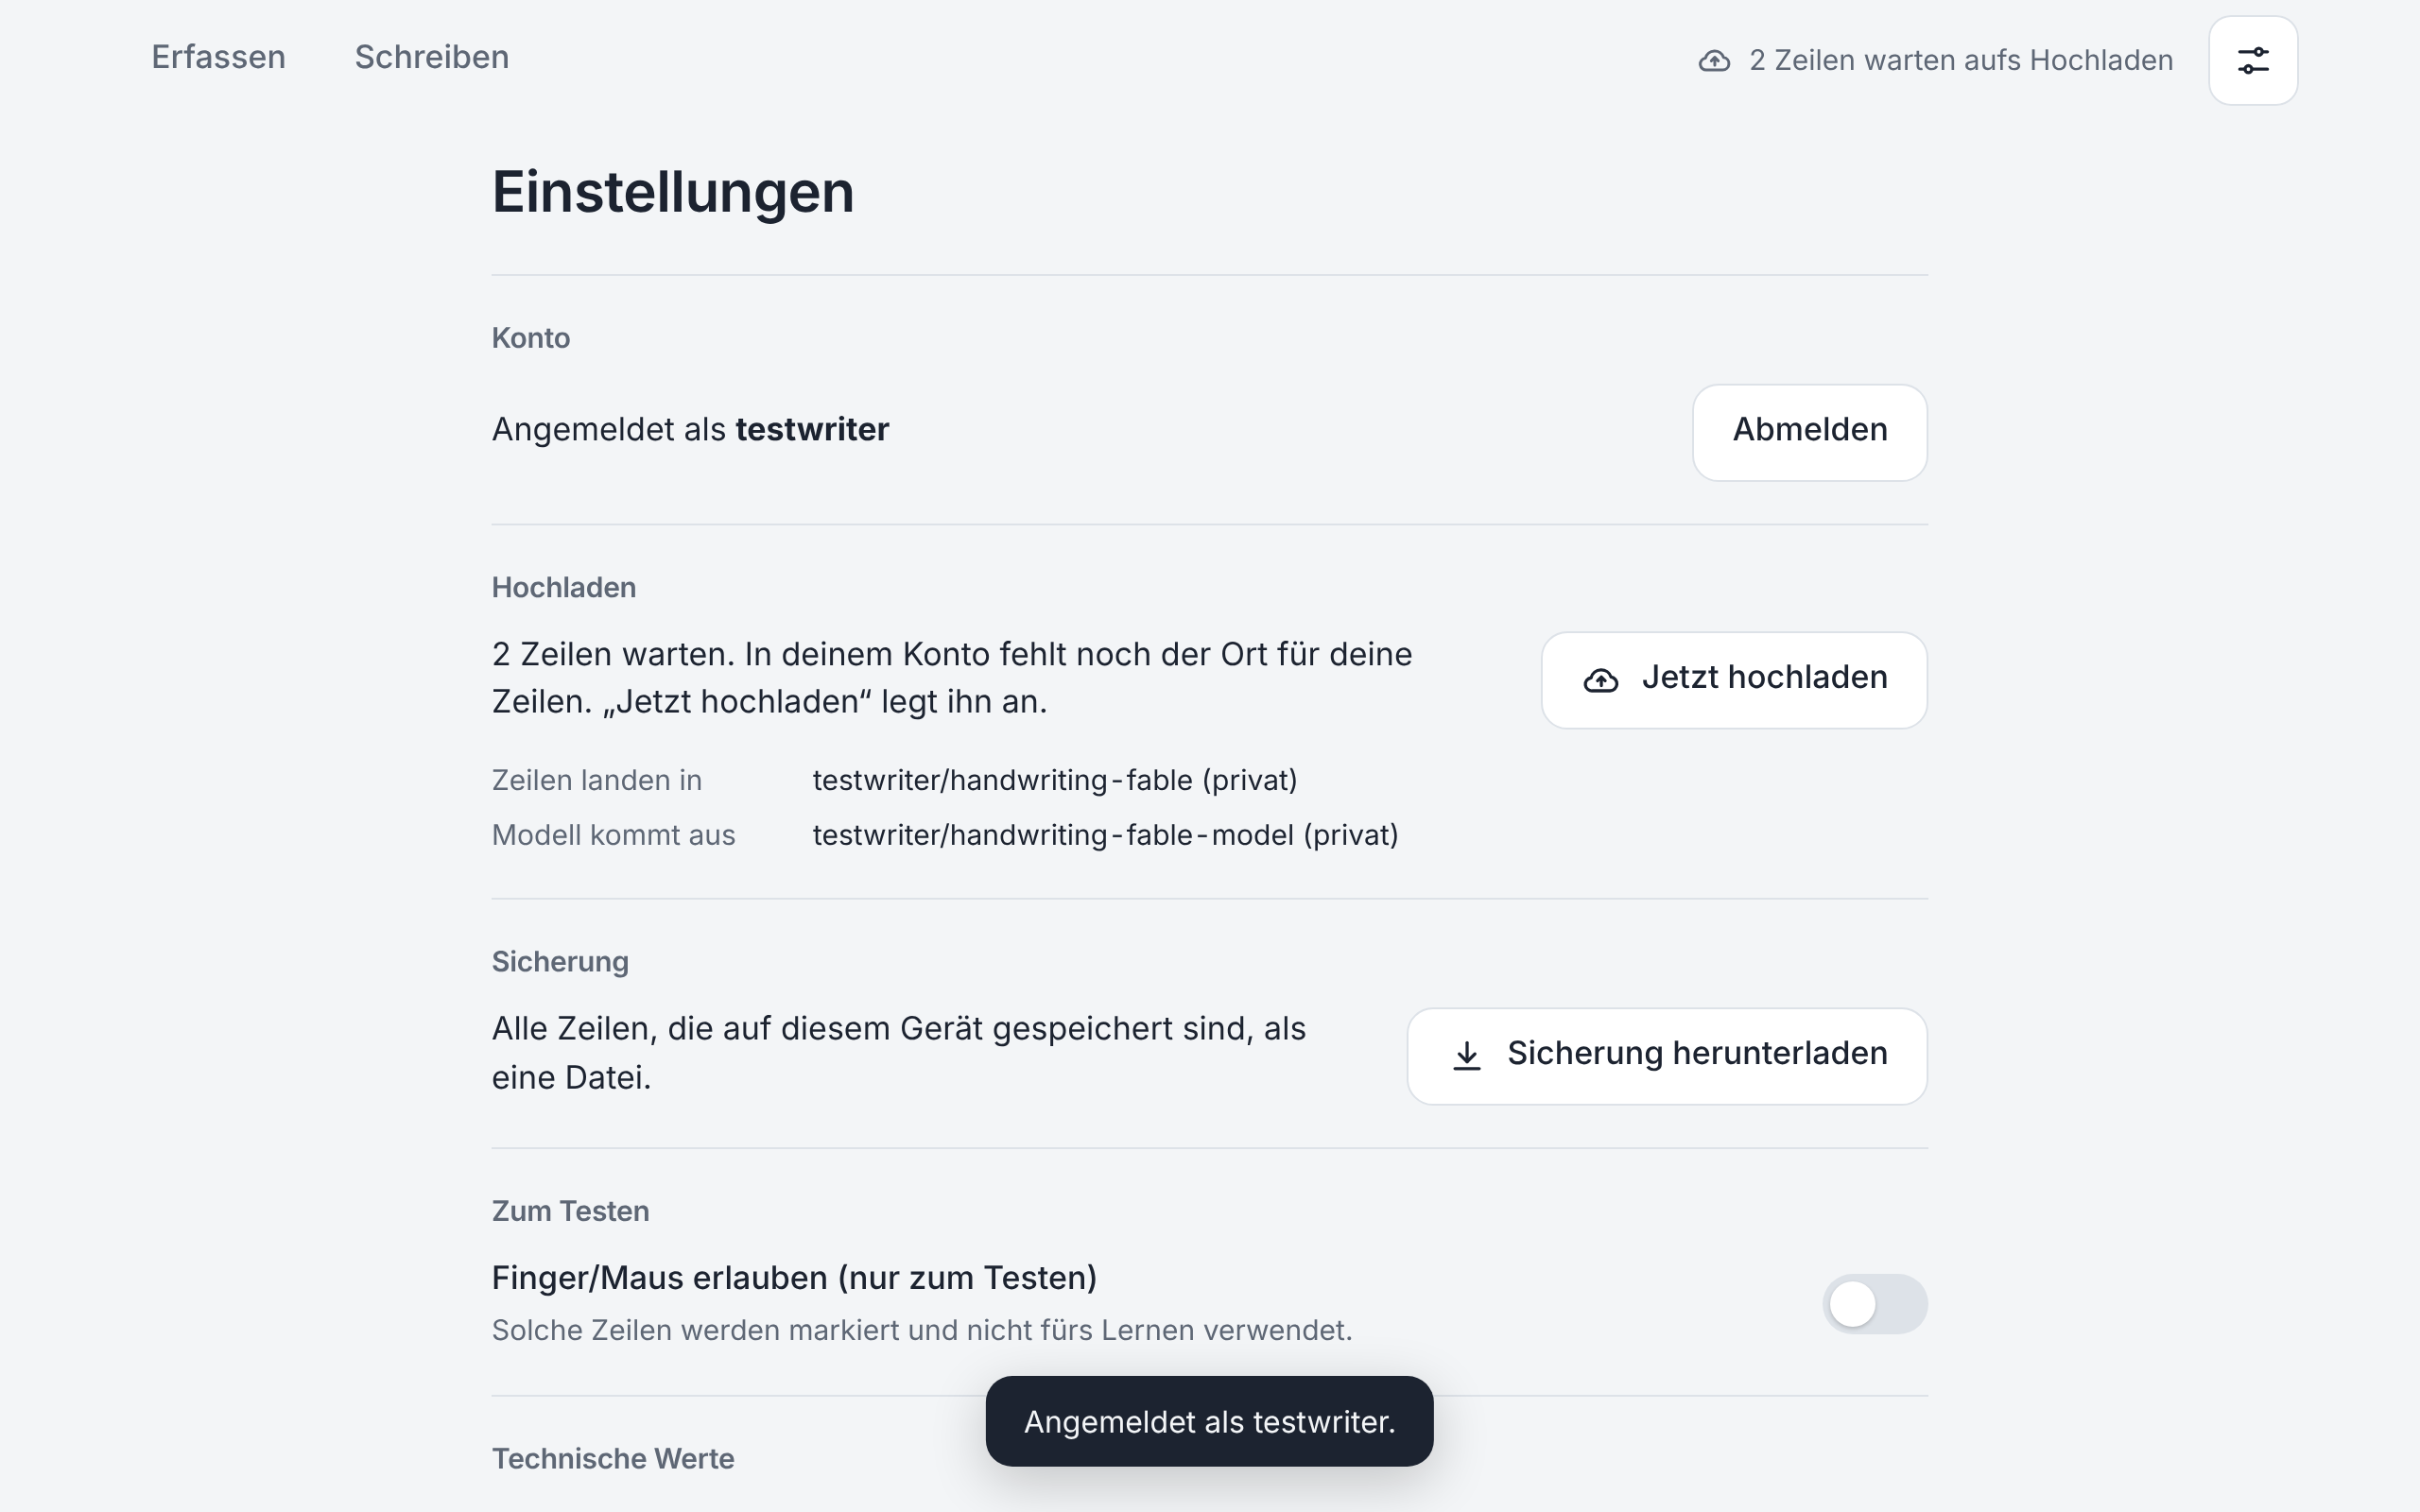 Erfassen Schreiben 2 Zeilen warten aufs Hochladen
Einstellungen
Konto
Angemeldet als testwriter Abmelden
Hochladen
2 Zeilen warten. In deinem Konto fehlt noch der Ort für deine
Zeilen. „Jetzt hochladen“ legt ihn an.
Jetzt hochladen
Zeilen landen in testwriter/handwriting-fable (privat)
Modell kommt aus testwriter/handwriting-fable-model (privat)
Sicherung
Alle Zeilen, die auf diesem Gerät gespeichert sind, als
eine Datei.
Sicherung herunterladen
Zum Testen
Finger/Maus erlauben (nur zum Testen)
Solche Zeilen werden markiert und nicht fürs Lernen verwendet.
Angemeldet als testwriter.
Technische Werte